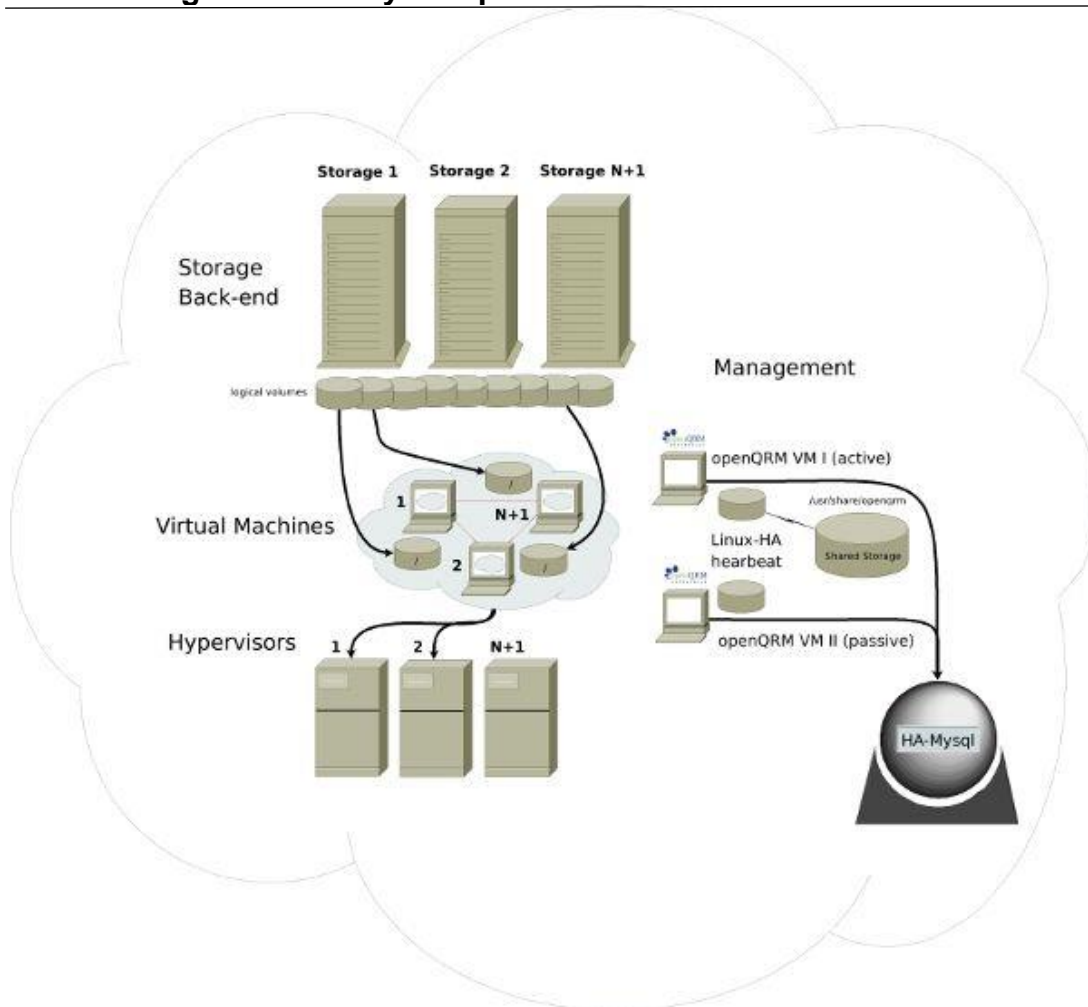 Storage 1 Storage 2 Storage N+1
Storage
Back-end
logical volumes
Management
openQRM
openQRM VM I (active)
/usr/share/openqrm
Linux-HA
hearbeat
Shared Storage
openQRM
openQRM VM II (passive)
HA-Mysql
Virtual Machines
1
N+1
2
/
/
/
Hypervisors
1 2 N+1